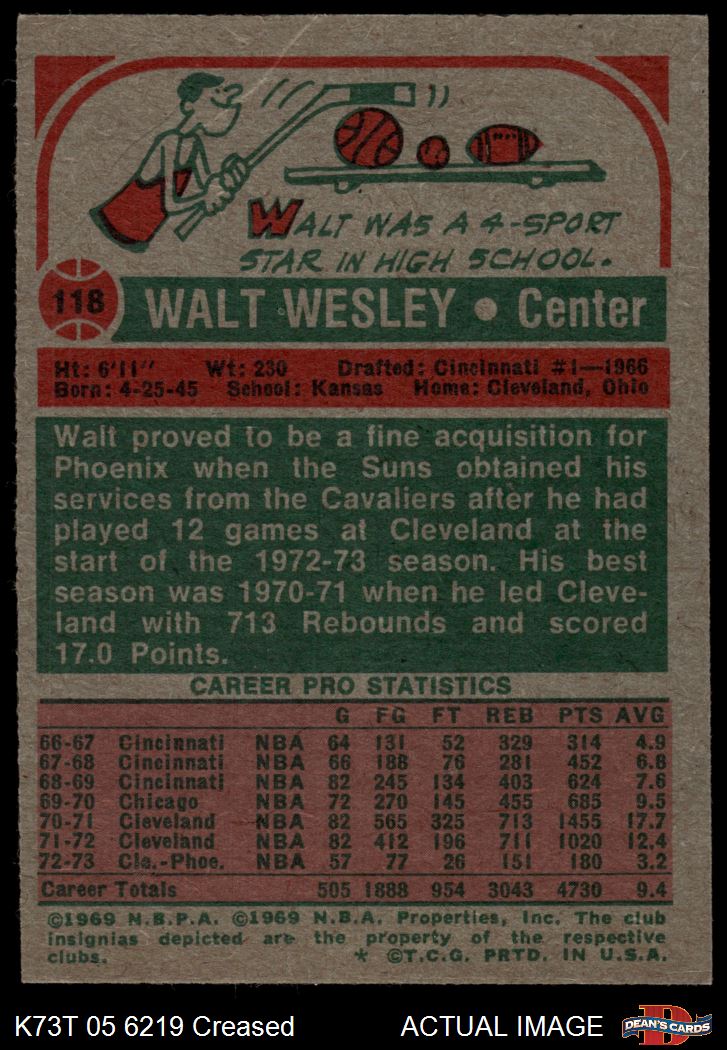 WALT WAS A 4-SPORT
STAR IN HIGH SCHOOL.
118 WALT WESLEY • Center
Ht: 6'11" Wt: 230 Drafted: Cincinnati #1—1966
Born: 4-25-45 School: Kansas Home: Cleveland, Ohio
Walt proved to be a fine acquisition for
Phoenix when the Suns obtained his
services from the Cavaliers after he had
played 12 games at Cleveland at the
start of the 1972-73 season. His best
season was 1970-71 when he led Cleve-
land with 713 Rebounds and scored
17.0 Points.
CAREER PRO STATISTICS
G FG FT REB PTS AVG
66-67 Cincinnati NBA 64 131 52 329 314 4.9
67-68 Cincinnati NBA 66 188 76 281 452 6.8
68-69 Cincinnati NBA 82 245 134 403 624 7.6
69-70 Chicago NBA 72 270 145 455 685 9.5
70-71 Cleveland NBA 82 565 325 713 1455 17.7
71-72 Cleveland NBA 82 412 196 711 1020 12.4
72-73 Cle.-Phoe. NBA 57 77 26 151 180 3.2
Career Totals 505 1888 954 3043 4730 9.4
©1969 N.B.P.A. ©1969 N.B.A. Properties, Inc. The club
insignias depicted are the property of the respective
clubs. * ©T.C.G. PRTD. IN U.S.A.
K73T 05 6219 Creased ACTUAL IMAGE D DEAN'S CARDS